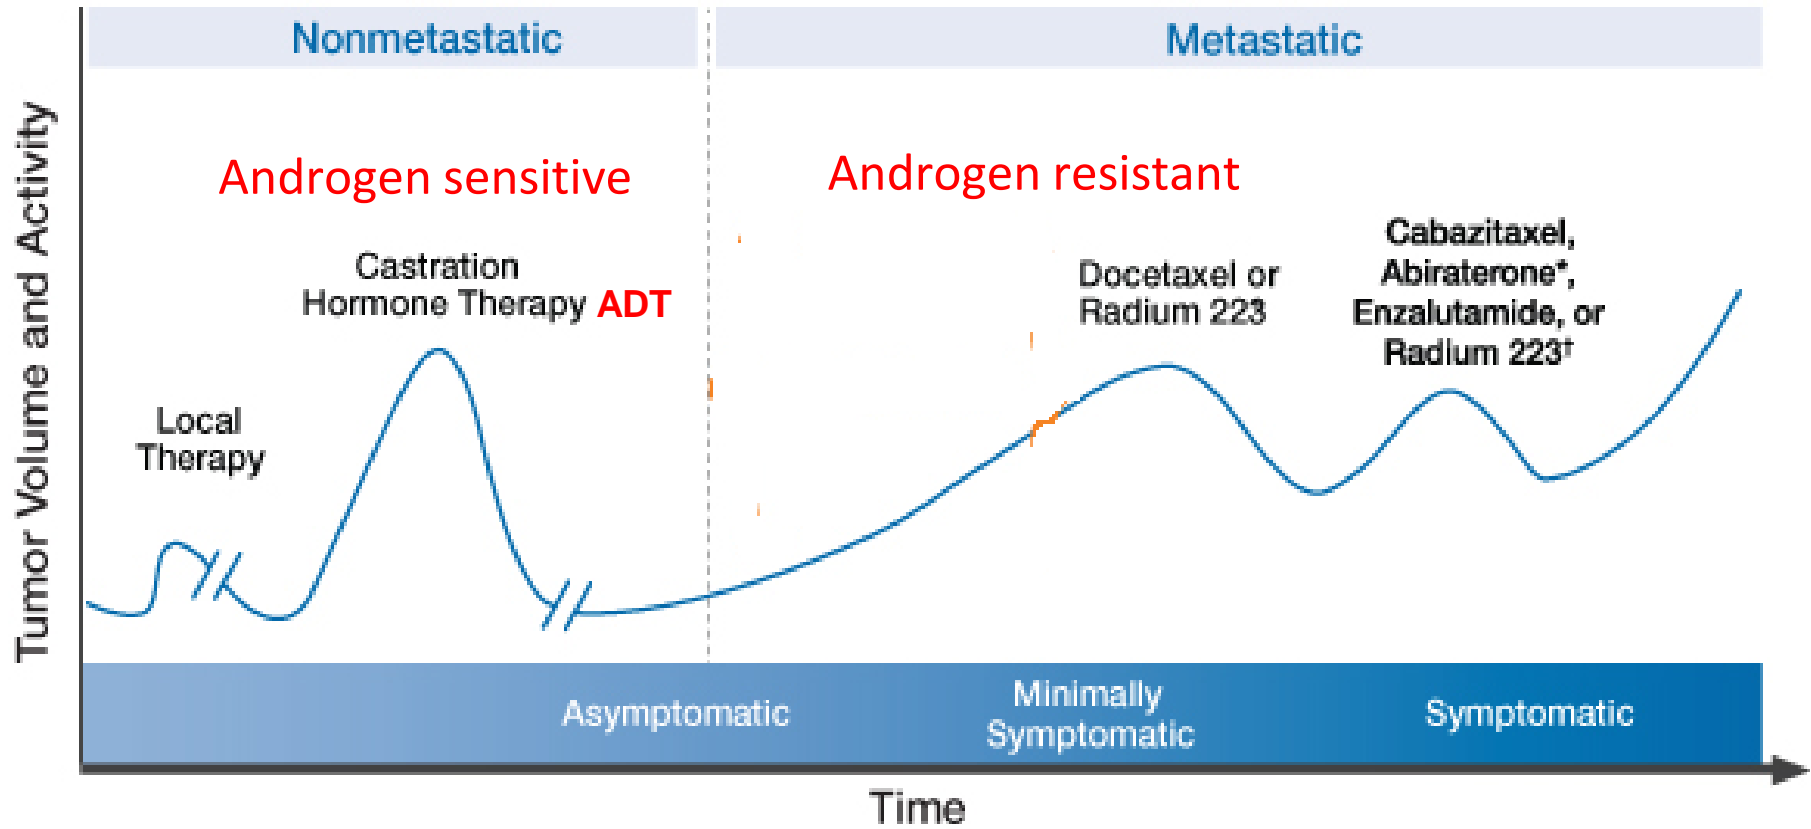 Nonmetastatic
Metastatic
Androgen sensitive
Androgen resistant
Tumor Volume and Activity
Local
Therapy
Castration
Hormone Therapy ADT
Docetaxel or
Radium 223
Cabazitaxel,
Abiraterone*,
Enzalutamide, or
Radium 223†
Asymptomatic
Minimally
Symptomatic
Symptomatic
Time